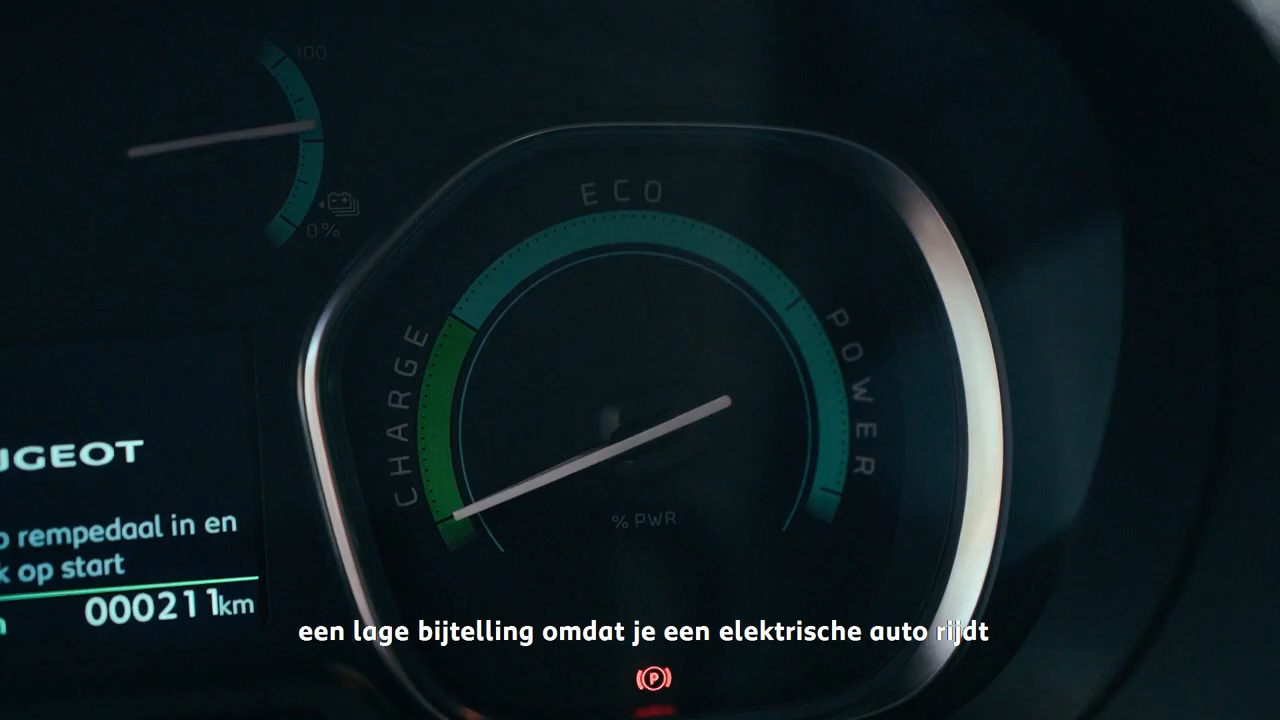 100
0%
ECO
CHARGE
POWER
% PWR
rempedaal in en
op start
000211km
een lage bijtelling omdat je een elektrische auto rijdt
P